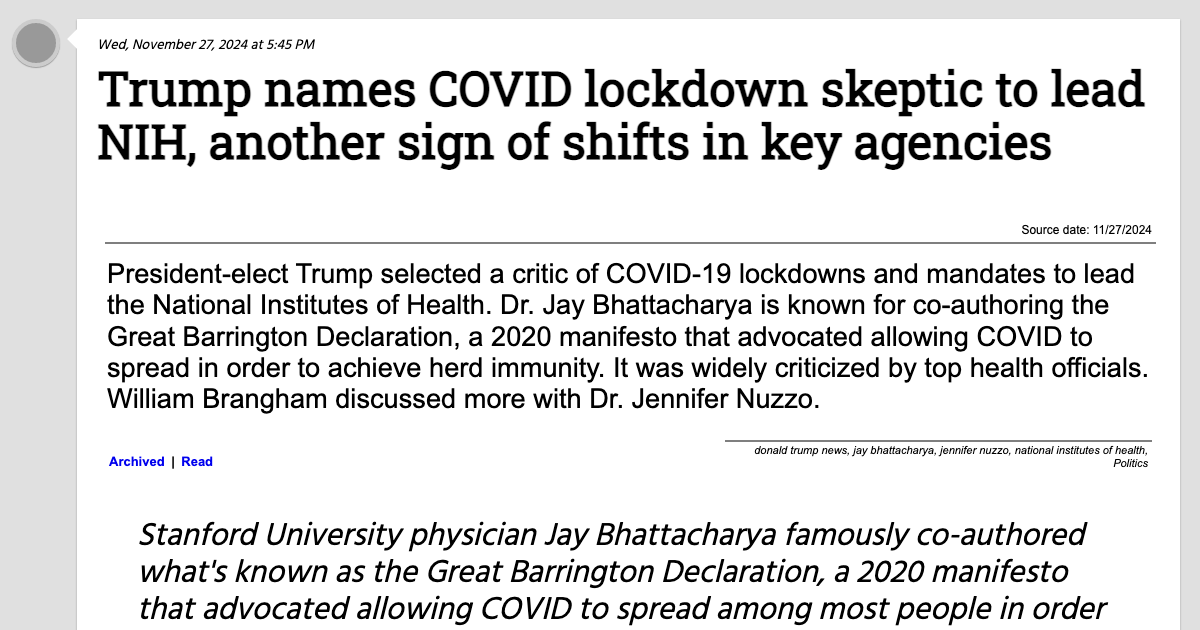 Wed, November 27, 2024 at 5:45 PM
Trump names COVID lockdown skeptic to lead
NIH, another sign of shifts in key agencies
Source date: 11/27/2024
President-elect Trump selected a critic of COVID-19 lockdowns and mandates to lead
the National Institutes of Health. Dr. Jay Bhattacharya is known for co-authoring the
Great Barrington Declaration, a 2020 manifesto that advocated allowing COVID to
spread in order to achieve herd immunity. It was widely criticized by top health officials.
William Brangham discussed more with Dr. Jennifer Nuzzo.
Archived | Read
donald trump news, jay bhattacharya, jennifer nuzzo, national institutes of health,
Politics
Stanford University physician Jay Bhattacharya famously co-authored
what's known as the Great Barrington Declaration, a 2020 manifesto
that advocated allowing COVID to spread among most people in order